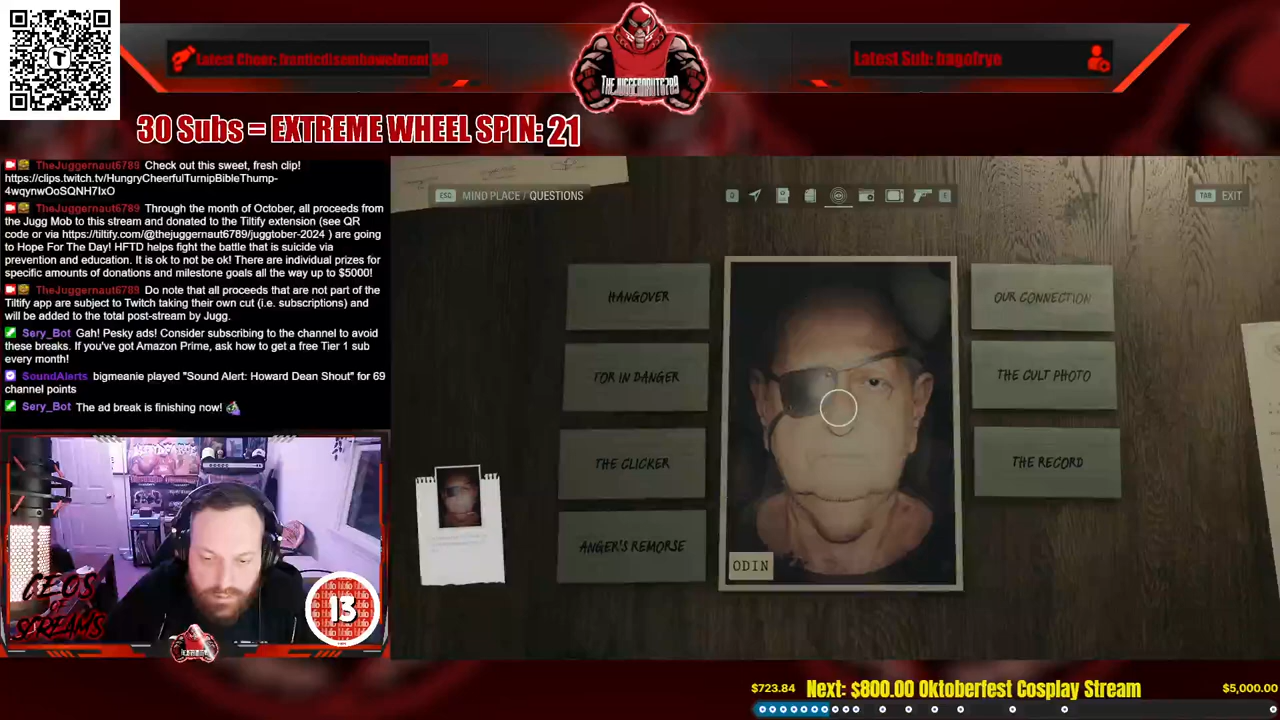 Latest Cheer: franticdisembowelment 50
THEJUGGERNAUT6789
Latest Sub: bagofrye
30 Subs = EXTREME WHEEL SPIN: 21
TheJuggernaut6789 Check out this sweet, fresh clip!
https://clips.twitch.tv/HungryCheerfulTurnipBibleThump-
4wqynwOoSQNH7IxO
TheJuggernaut6789 Through the month of October, all proceeds from
the Jugg Mob to this stream and donated to the Tiltify extension (see QR
code or via https://tiltify.com/@thejuggernaut6789/juggtober-2024 ) are going
to Hope For The Day! HFTD helps fight the battle that is suicide via
prevention and education. It is ok to not be ok! There are individual prizes for
specific amounts of donations and milestone goals all the way up to $5000!
TheJuggernaut6789 Do note that all proceeds that are not part of the
Tiltify app are subject to Twitch taking their own cut (i.e. subscriptions) and
will be added to the total post-stream by Jugg.
Sery_Bot Gah! Pesky ads! Consider subscribing to the channel to avoid
these breaks. If you've got Amazon Prime, ask how to get a free Tier 1 sub
every month!
SoundAlerts bigmeanie played "Sound Alert: Howard Dean Shout" for 69
channel points
Sery_Bot The ad break is finishing now!
ESC MIND PLACE / QUESTIONS
Q
E
TAB EXIT
HANGOVER
TOR IN DANGER
THE CLICKER
ANGER'S REMORSE
ODIN
OUR CONNECTION
THE CULT PHOTO
THE RECORD
CEOS
OF
STREAMS
13
$723.84 Next: $800.00 Oktoberfest Cosplay Stream $5,000.00